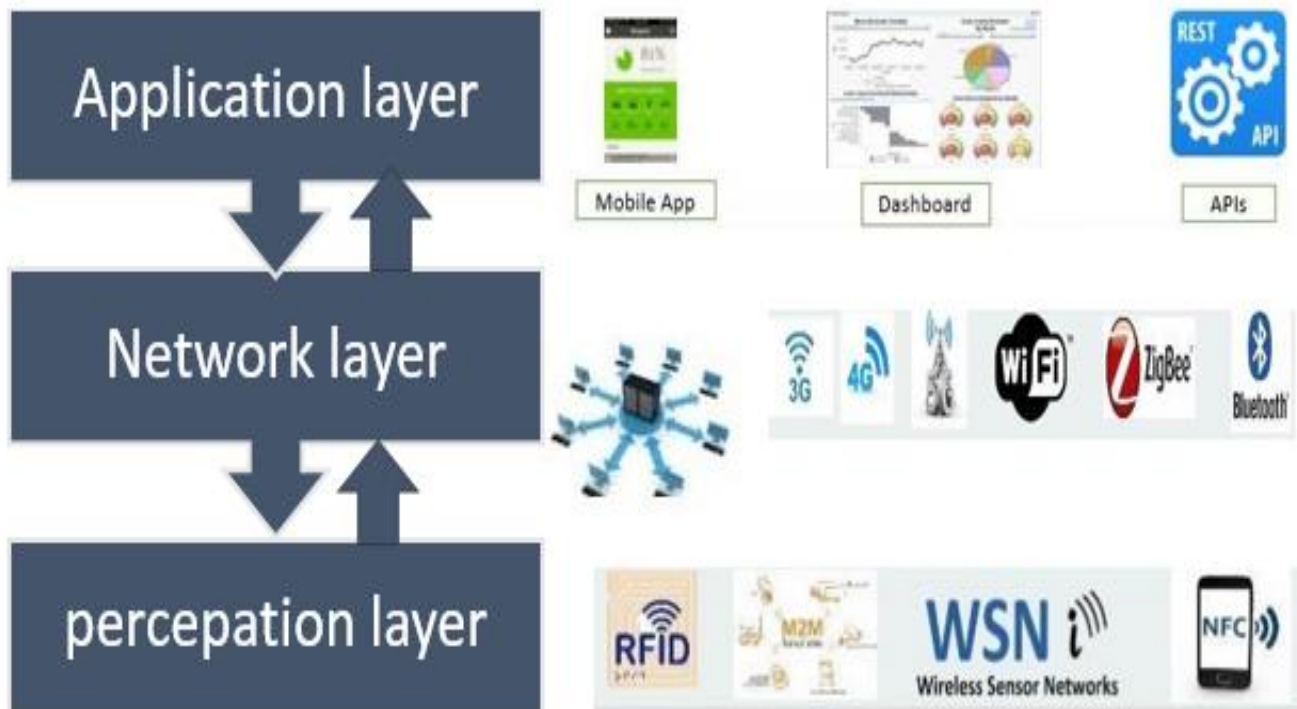 Application layer
81%
REST
API
Mobile App
Dashboard
APIs
Network layer
3G
4G
WiFi
ZigBee
Bluetooth
percepation layer
RFID
M2M
WSN
Wireless Sensor Networks
NFC